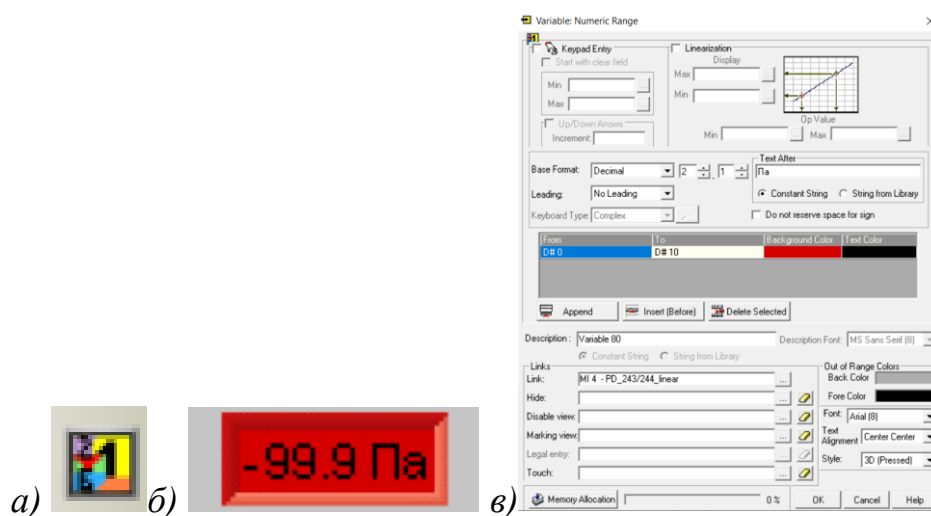 Variable: Numeric Range
Keypad Entry
Start with clear field
Min
Max
Up/Down Arrows
Increment:
Linearization
Display
Max
Min
Op Value
Min
Max
Base Format:
Decimal
2 . 1
Text After
Па
Leading:
No Leading
Constant String
String from Library
Keyboard Type:
Complex
Do not reserve space for sign
From
To
Background Color
Text Color
D# 0
D# 10
Append
Insert (Before)
Delete Selected
Description :
Variable 80
Description Font:
MS Sans Serif (8)
Constant String
String from Library
Links
Link:
MI 4 - PD_243/244_linear
Hide:
Disable view:
Marking view:
Legal entry:
Touch:
Out of Range Colors
Back Color
Fore Color
Font:
Arial (8)
Text Alignment
Center Center
Style:
3D (Pressed)
Memory Allocation
0 %
OK
Cancel
Help
1
-99.9 Па
а)
б)
в)